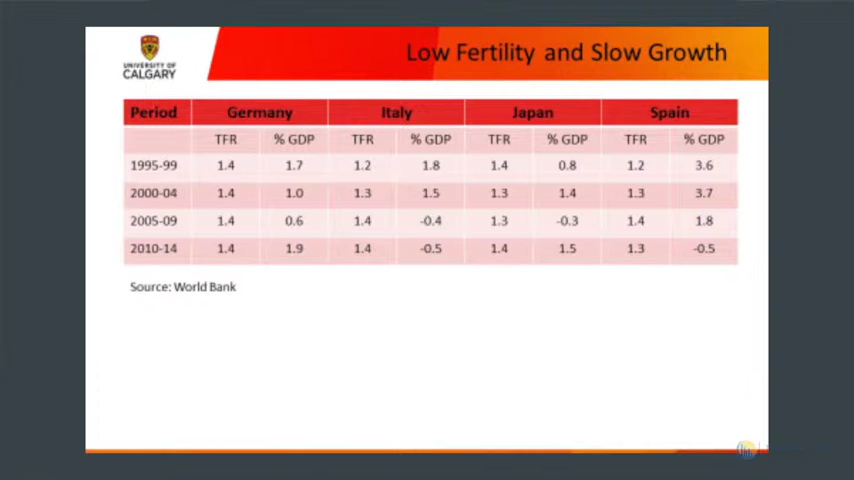 UNIVERSITY OF
CALGARY
Low Fertility and Slow Growth
Period Germany Italy Japan Spain
TFR % GDP TFR % GDP TFR % GDP TFR % GDP
1995-99 1.4 1.7 1.2 1.8 1.4 0.8 1.2 3.6
2000-04 1.4 1.0 1.3 1.5 1.3 1.4 1.3 3.7
2005-09 1.4 0.6 1.4 -0.4 1.3 -0.3 1.4 1.8
2010-14 1.4 1.9 1.4 -0.5 1.4 1.5 1.3 -0.5
Source: World Bank